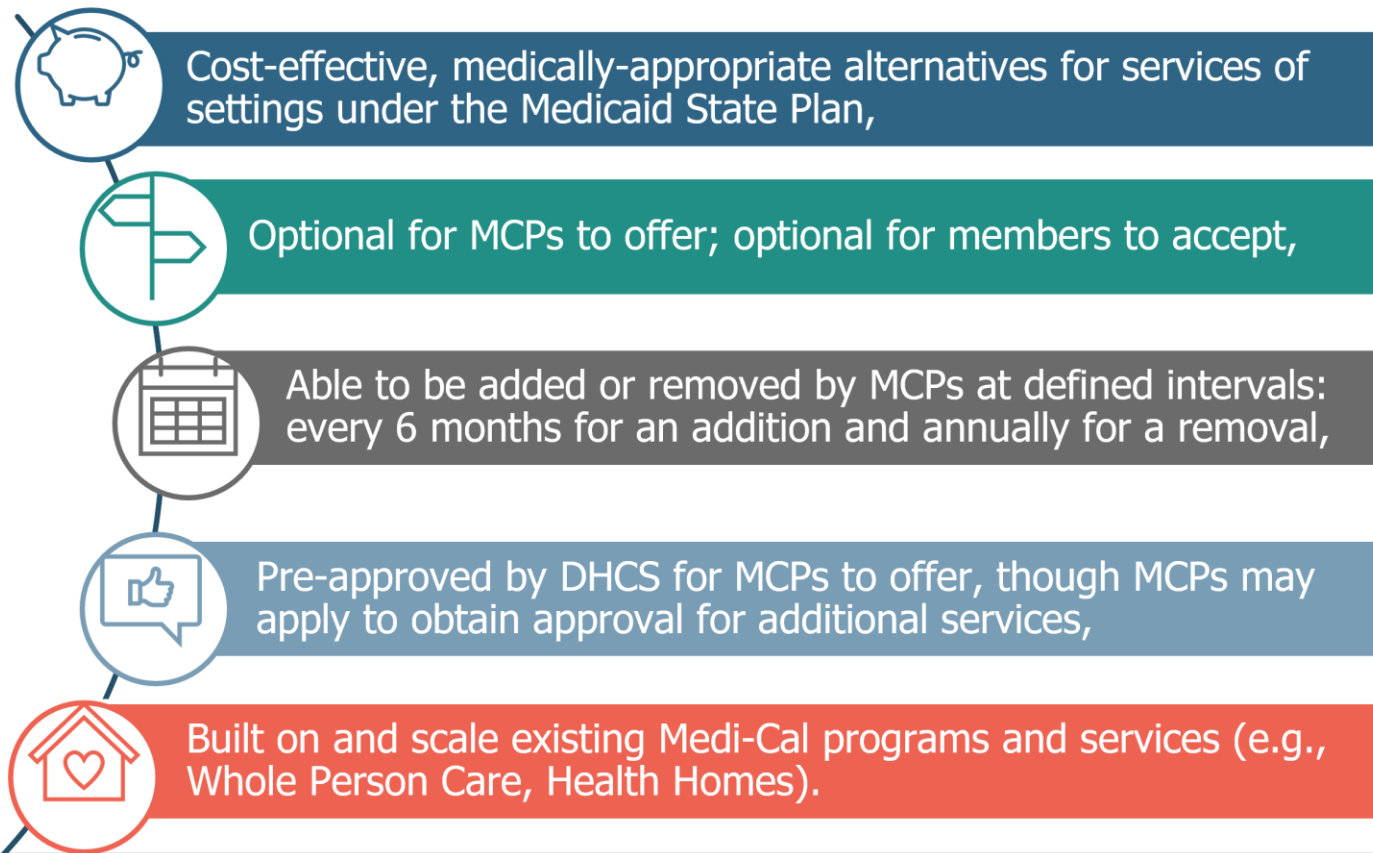 Cost-effective, medically-appropriate alternatives for services of
settings under the Medicaid State Plan,
Optional for MCPs to offer; optional for members to accept,
Able to be added or removed by MCPs at defined intervals:
every 6 months for an addition and annually for a removal,
Pre-approved by DHCS for MCPs to offer, though MCPs may
apply to obtain approval for additional services,
Built on and scale existing Medi-Cal programs and services (e.g.,
Whole Person Care, Health Homes).